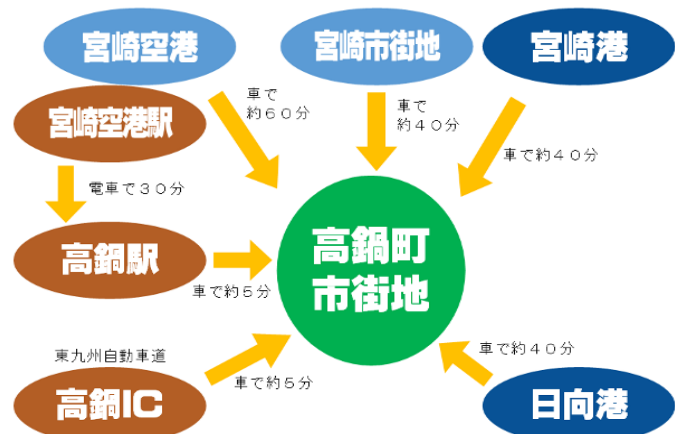 宮崎空港
宮崎市街地
宮崎港
宮崎空港駅
車で
約６０分
車で
約４０分
車で約４０分
電車で３０分
高鍋町
市街地
高鍋駅
車で約５分
東九州自動車道
高鍋IC
車で約５分
車で約４０分
日向港